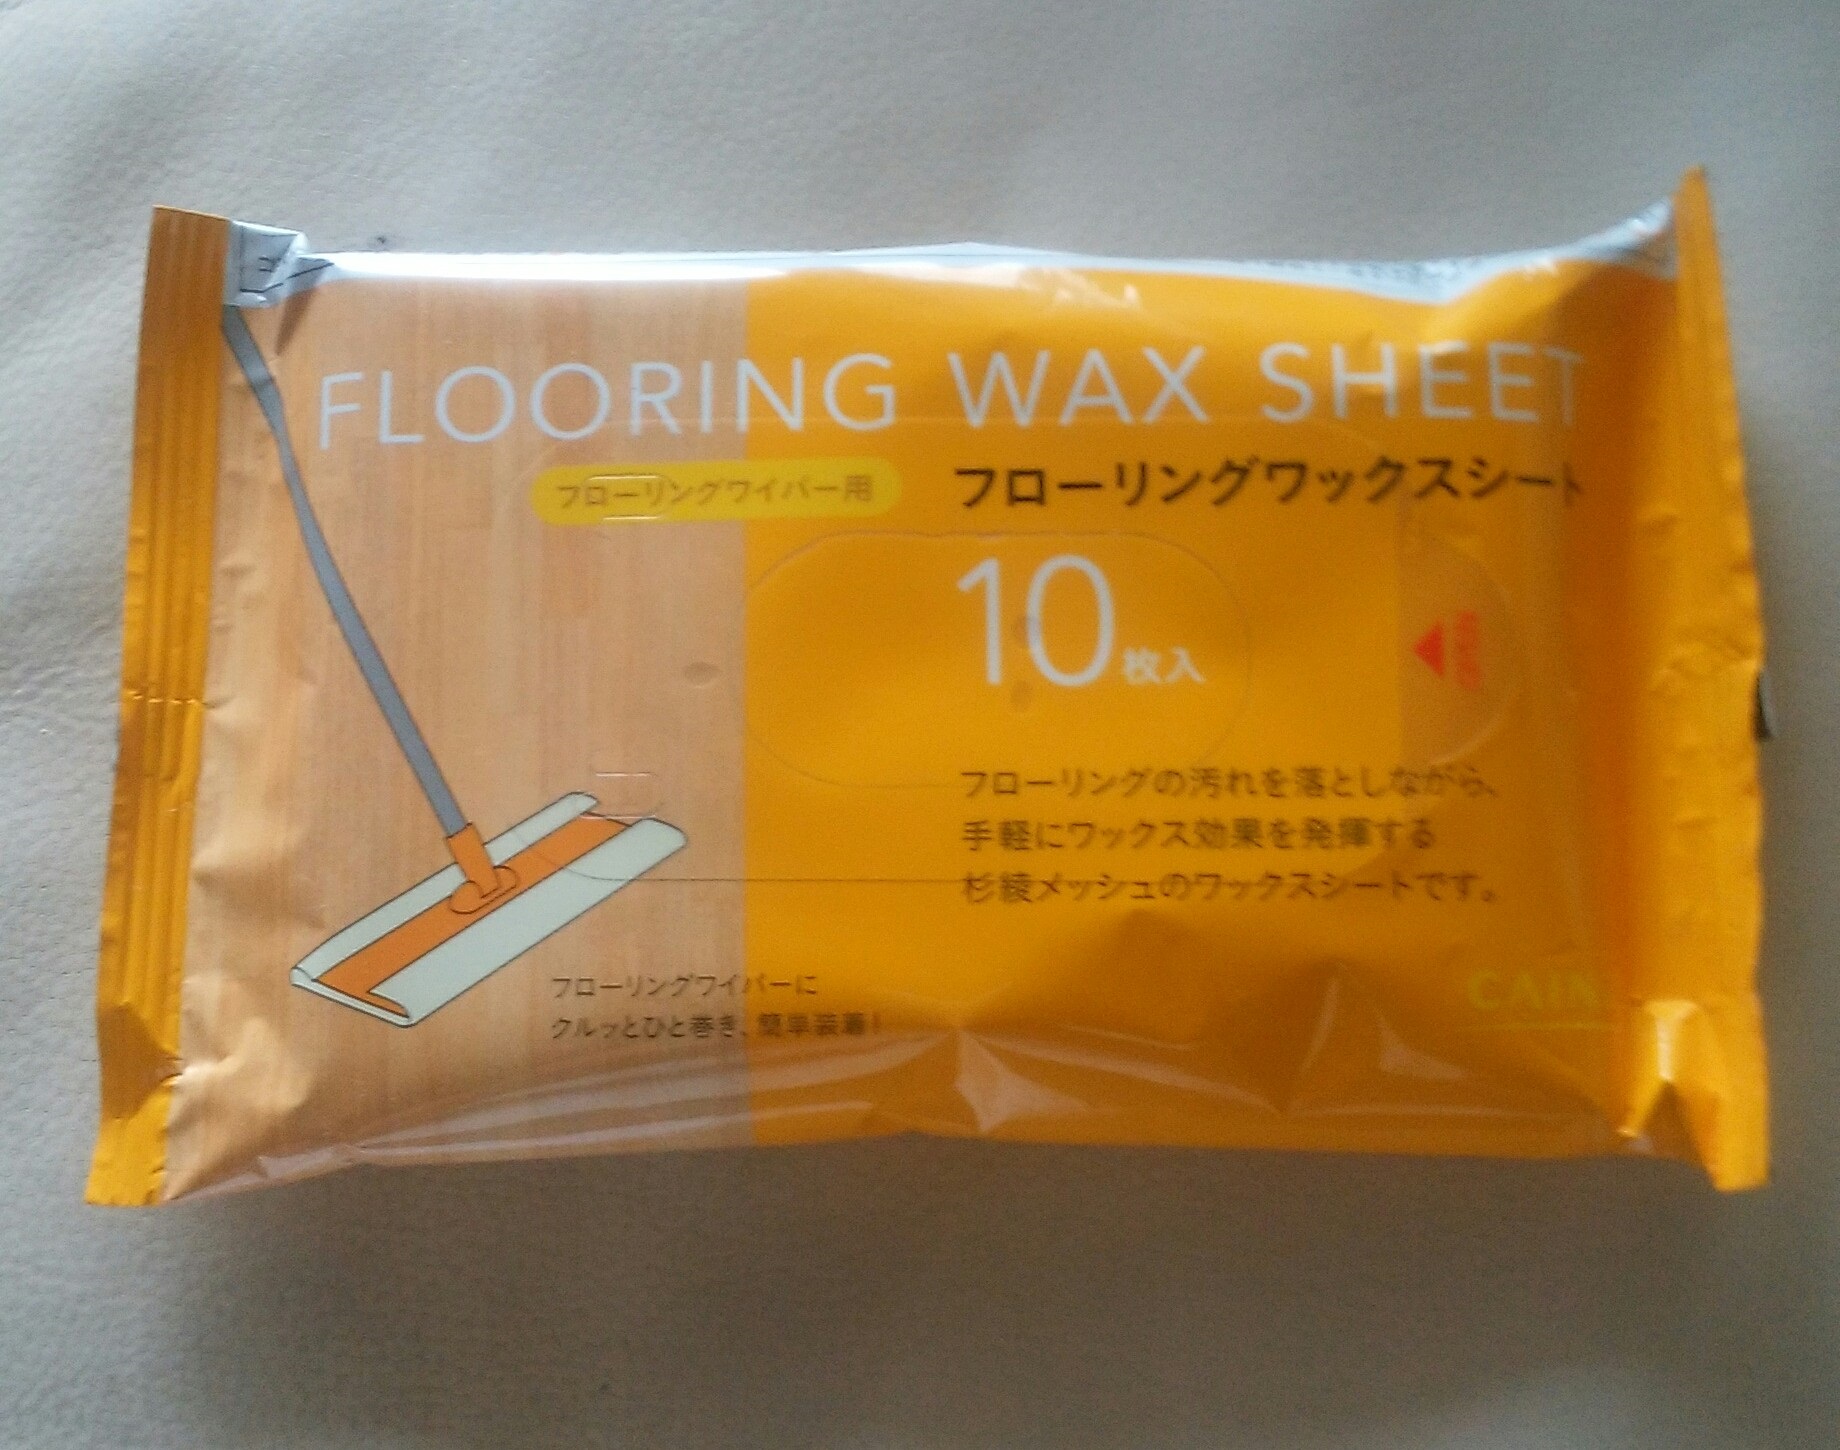 FLOORING WAX SHEET
フローリングワイパー用
フローリングワックスシート
10枚入
フローリングの汚れを落としながら、
手軽にワックス効果を発揮する
杉綾メッシュのワックスシートです。
フローリングワイパーに
クルッとひと巻き、簡単装着!
CAIN